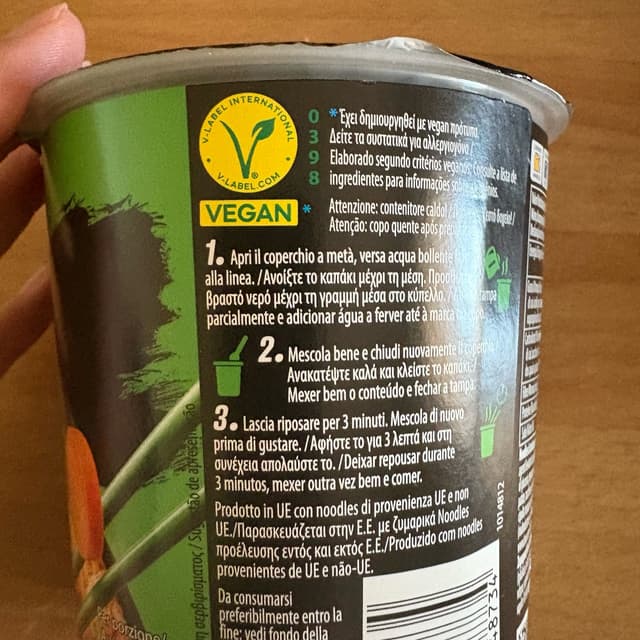 V-LABEL INTERNATIONAL
V-LABEL.COM
VEGAN *
0
3
9
8
* Έχει δημιουργηθεί με vegan πρότυπα.
Δείτε τα συστατικά για αλλεργιογόνα/
Elaborado segundo critérios veganos. Consulte a lista de
ingredientes para informações
Attenzione: contenitore caldo!
Atenção: copo quente após
1. Apri il coperchio a metà, versa acqua bollente
alla linea. /Ανοίξτε το καπάκι μέχρι τη μέση.
βραστό νερό μέχρι τη γραμμή μέσα στο κύπελλο. tampa
parcialmente e adicionar água a ferver até à marca
2. Mescola bene e chiudi nuovamente il
Ανακατέψτε καλά και κλείστε το καπάκι./
Mexer bem o conteúdo e fechar a tampa.
3. Lascia riposare per 3 minuti. Mescola di nuovo
prima di gustare. /Αφήστε το για 3 λεπτά και στη
συνέχεια απολαύστε το. /Deixar repousar durante
3 minutos, mexer outra vez bem e comer.
Prodotto in UE con noodles di provenienza UE e non
UE./Παρασκευάζεται στην Ε.Ε. με ζυμαρικά Noodles
προέλευσης εντός και εκτός Ε.Ε./Produzido com noodles
provenientes de UE e não-UE.
Da consumarsi
preferibilmente entro la
fine: vedi fondo della
1014812
48734